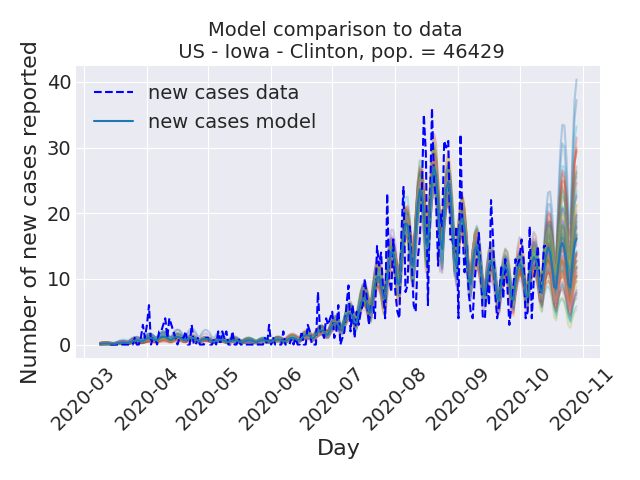 Model comparison to data
US - Iowa - Clinton, pop. = 46429
Number of new cases reported
40
30
20
10
0
new cases data
new cases model
2020-03
2020-04
2020-05
2020-06
2020-07
2020-08
2020-09
2020-10
2020-11
Day